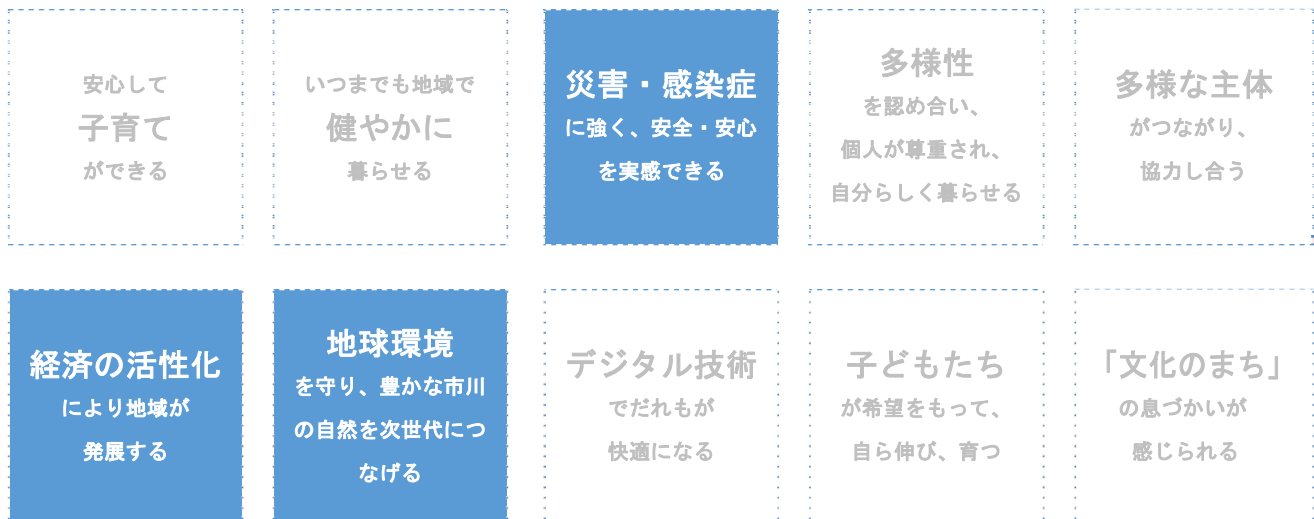 安心して
子育て
ができる
いつまでも地域で
健やかに
暮らせる
災害・感染症
に強く、安全・安心
を実感できる
多様性
を認め合い、
個人が尊重され、
自分らしく暮らせる
多様な主体
がつながり、
協力し合う
経済の活性化
により地域が
発展する
地球環境
を守り、豊かな市川
の自然を次世代につ
なげる
デジタル技術
でだれもが
快適になる
子どもたち
が希望をもって、
自ら伸び、育つ
「文化のまち」
の息づかいが
感じられる